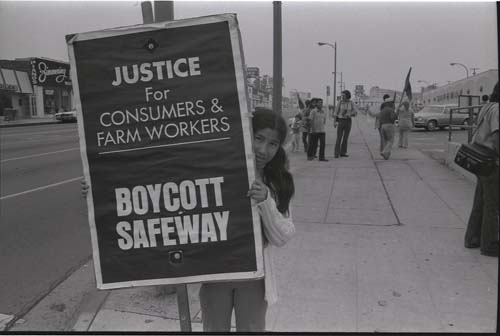 JUSTICE
For
CONSUMERS &
FARM WORKERS
BOYCOTT
SAFEWAY